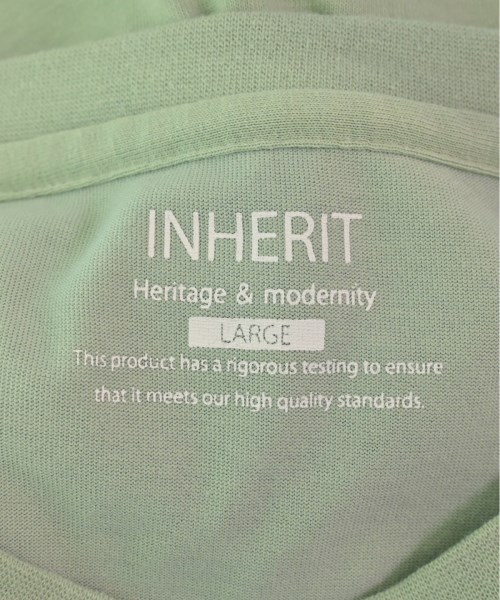 INHERIT
Heritage & modernity
LARGE
This product has a rigorous testing to ensure
that it meets our high quality standards.